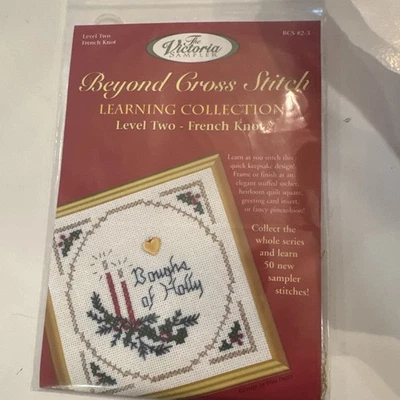 Level Two
French Knot
The
Victoria
SAMPLER
BCS #2-3
Beyond Cross Stitch
LEARNING COLLECTION
Level Two - French Knot
Learn as you stitch this
quick keepsake design.
Frame or finish as an
elegant stuffed sachet,
heirloom quilt square,
greeting card insert,
or fancy pincushion!
Collect the
whole series
and learn
50 new
sampler
stitches!
Boughs
of Holly